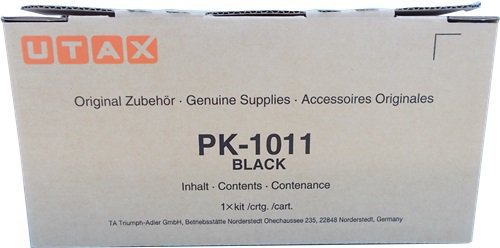 UTAX
Original Zubehör · Genuine Supplies · Accessoires Originales
PK-1011
BLACK
Inhalt · Contents · Contenance
1×kit /crtg. /cart.
TA Triumph-Adler GmbH, Betriebsstätte Norderstedt Ohechaussee 235, 22848 Norderstedt, Germany